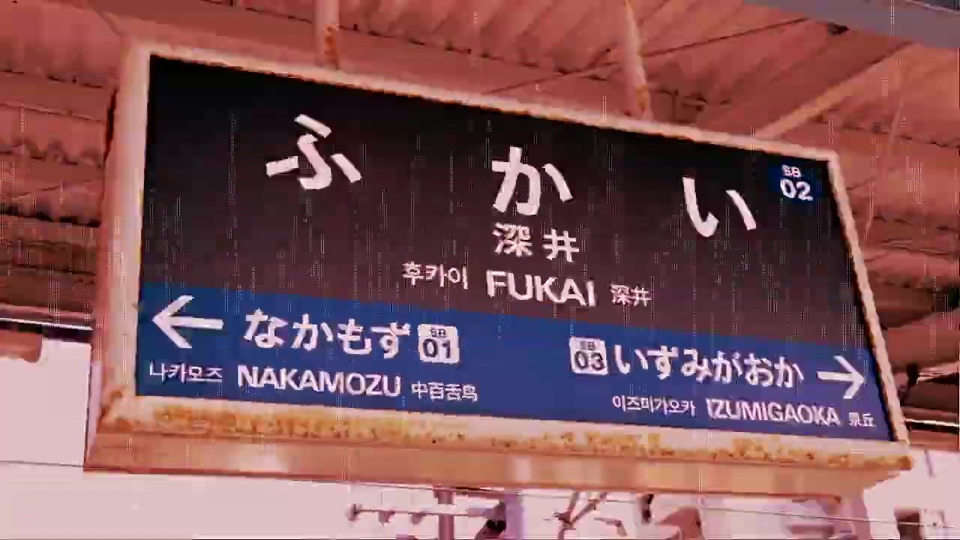 ふかい
SB
02
深井
후카이 FUKAI 深井
← なかもず SB 01
나카모즈 NAKAMOZU 中百舌鸟
SB 03 いずみがおか →
이즈미가오카 IZUMIGAOKA 泉丘